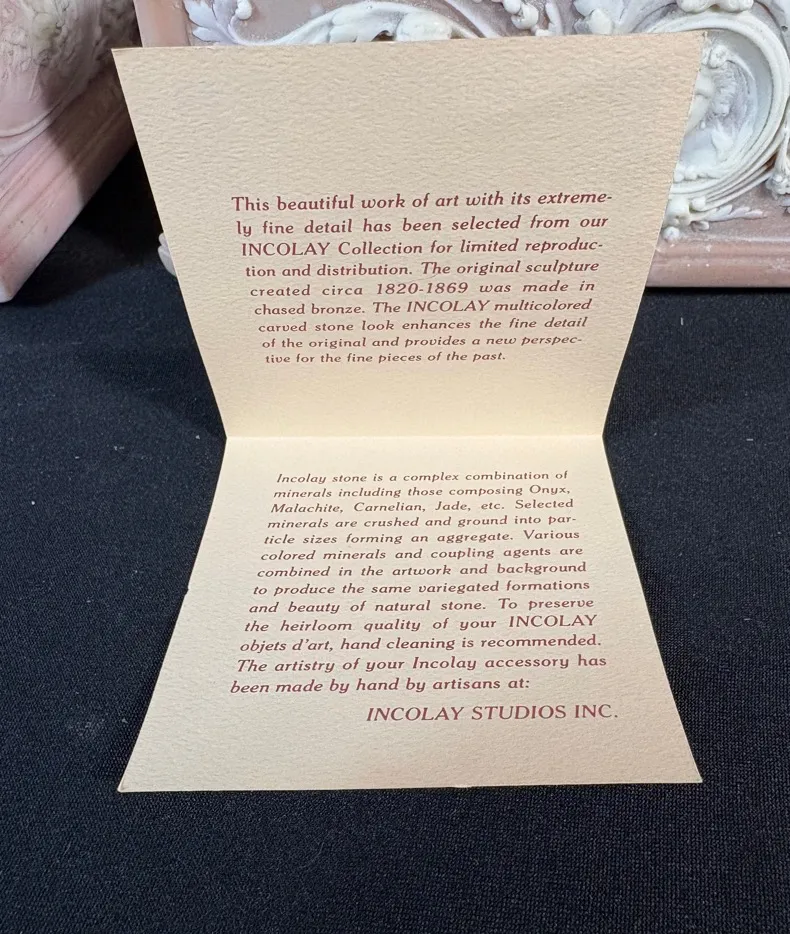 This beautiful work of art with its extreme-
ly fine detail has been selected from our
INCOLAY Collection for limited reproduc-
tion and distribution. The original sculpture
created circa 1820-1869 was made in
chased bronze. The INCOLAY multicolored
carved stone look enhances the fine detail
of the original and provides a new perspec-
tive for the fine pieces of the past.
Incolay stone is a complex combination of
minerals including those composing Onyx,
Malachite, Carnelian, Jade, etc. Selected
minerals are crushed and ground into par-
ticle sizes forming an aggregate. Various
colored minerals and coupling agents are
combined in the artwork and background
to produce the same variegated formations
and beauty of natural stone. To preserve
the heirloom quality of your INCOLAY
objets d'art, hand cleaning is recommended.
The artistry of your Incolay accessory has
been made by hand by artisans at:
INCOLAY STUDIOS INC.